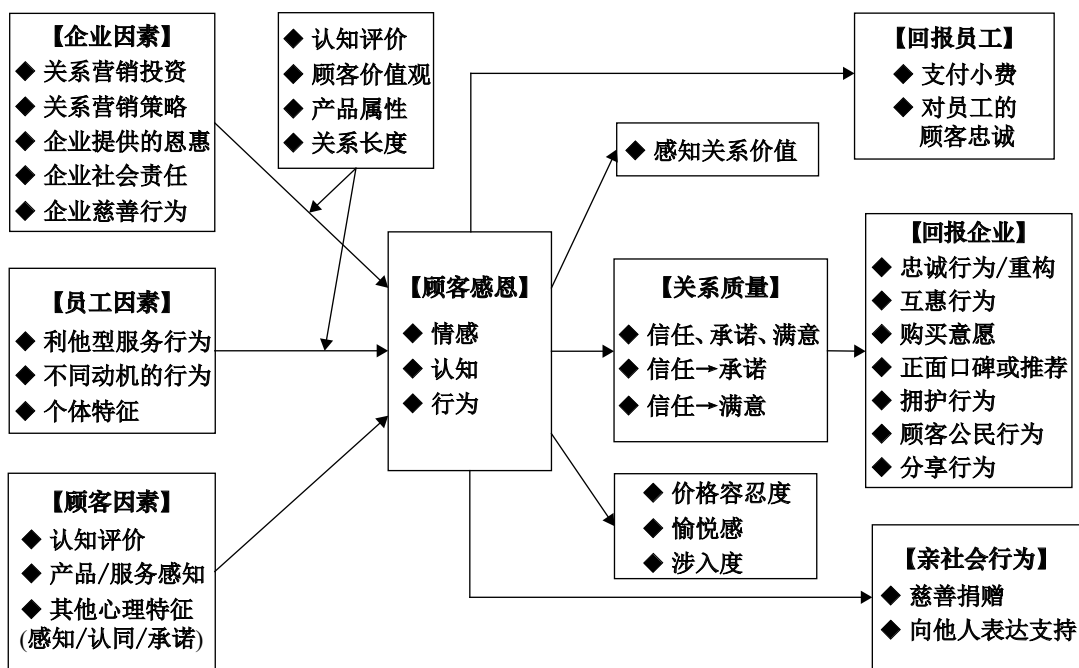 【企业因素】
◆ 关系营销投资
◆ 关系营销策略
◆ 企业提供的恩惠
◆ 企业社会责任
◆ 企业慈善行为
◆ 认知评价
◆ 顾客价值观
◆ 产品属性
◆ 关系长度
【员工因素】
◆ 利他型服务行为
◆ 不同动机的行为
◆ 个体特征
【顾客因素】
◆ 认知评价
◆ 产品/服务感知
◆ 其他心理特征
(感知/认同/承诺)
【顾客感恩】
◆ 情感
◆ 认知
◆ 行为
◆ 感知关系价值
【关系质量】
◆ 信任、承诺、满意
◆ 信任→承诺
◆ 信任→满意
◆ 价格容忍度
◆ 愉悦感
◆ 涉入度
【回报员工】
◆ 支付小费
◆ 对员工的
顾客忠诚
【回报企业】
◆ 忠诚行为/重构
◆ 互惠行为
◆ 购买意愿
◆ 正面口碑或推荐
◆ 拥护行为
◆ 顾客公民行为
◆ 分享行为
【亲社会行为】
◆ 慈善捐赠
◆ 向他人表达支持